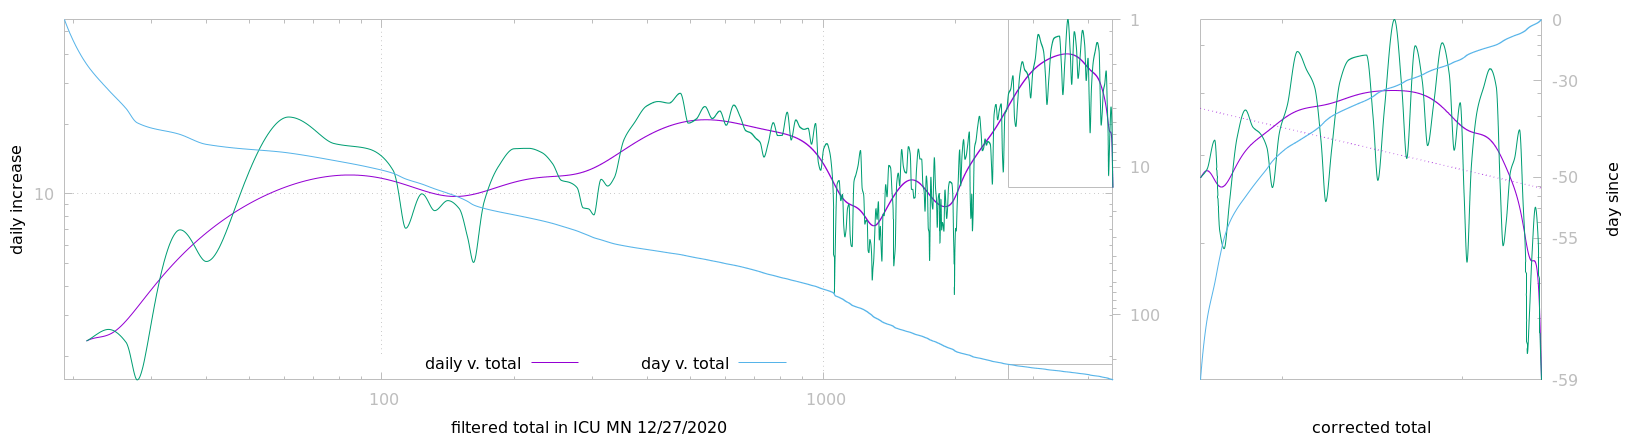 1
10
100
10
daily increase
daily v. total
day v. total
100
1000
filtered total in ICU MN 12/27/2020
0
-30
-50
-55
-59
day since
corrected total